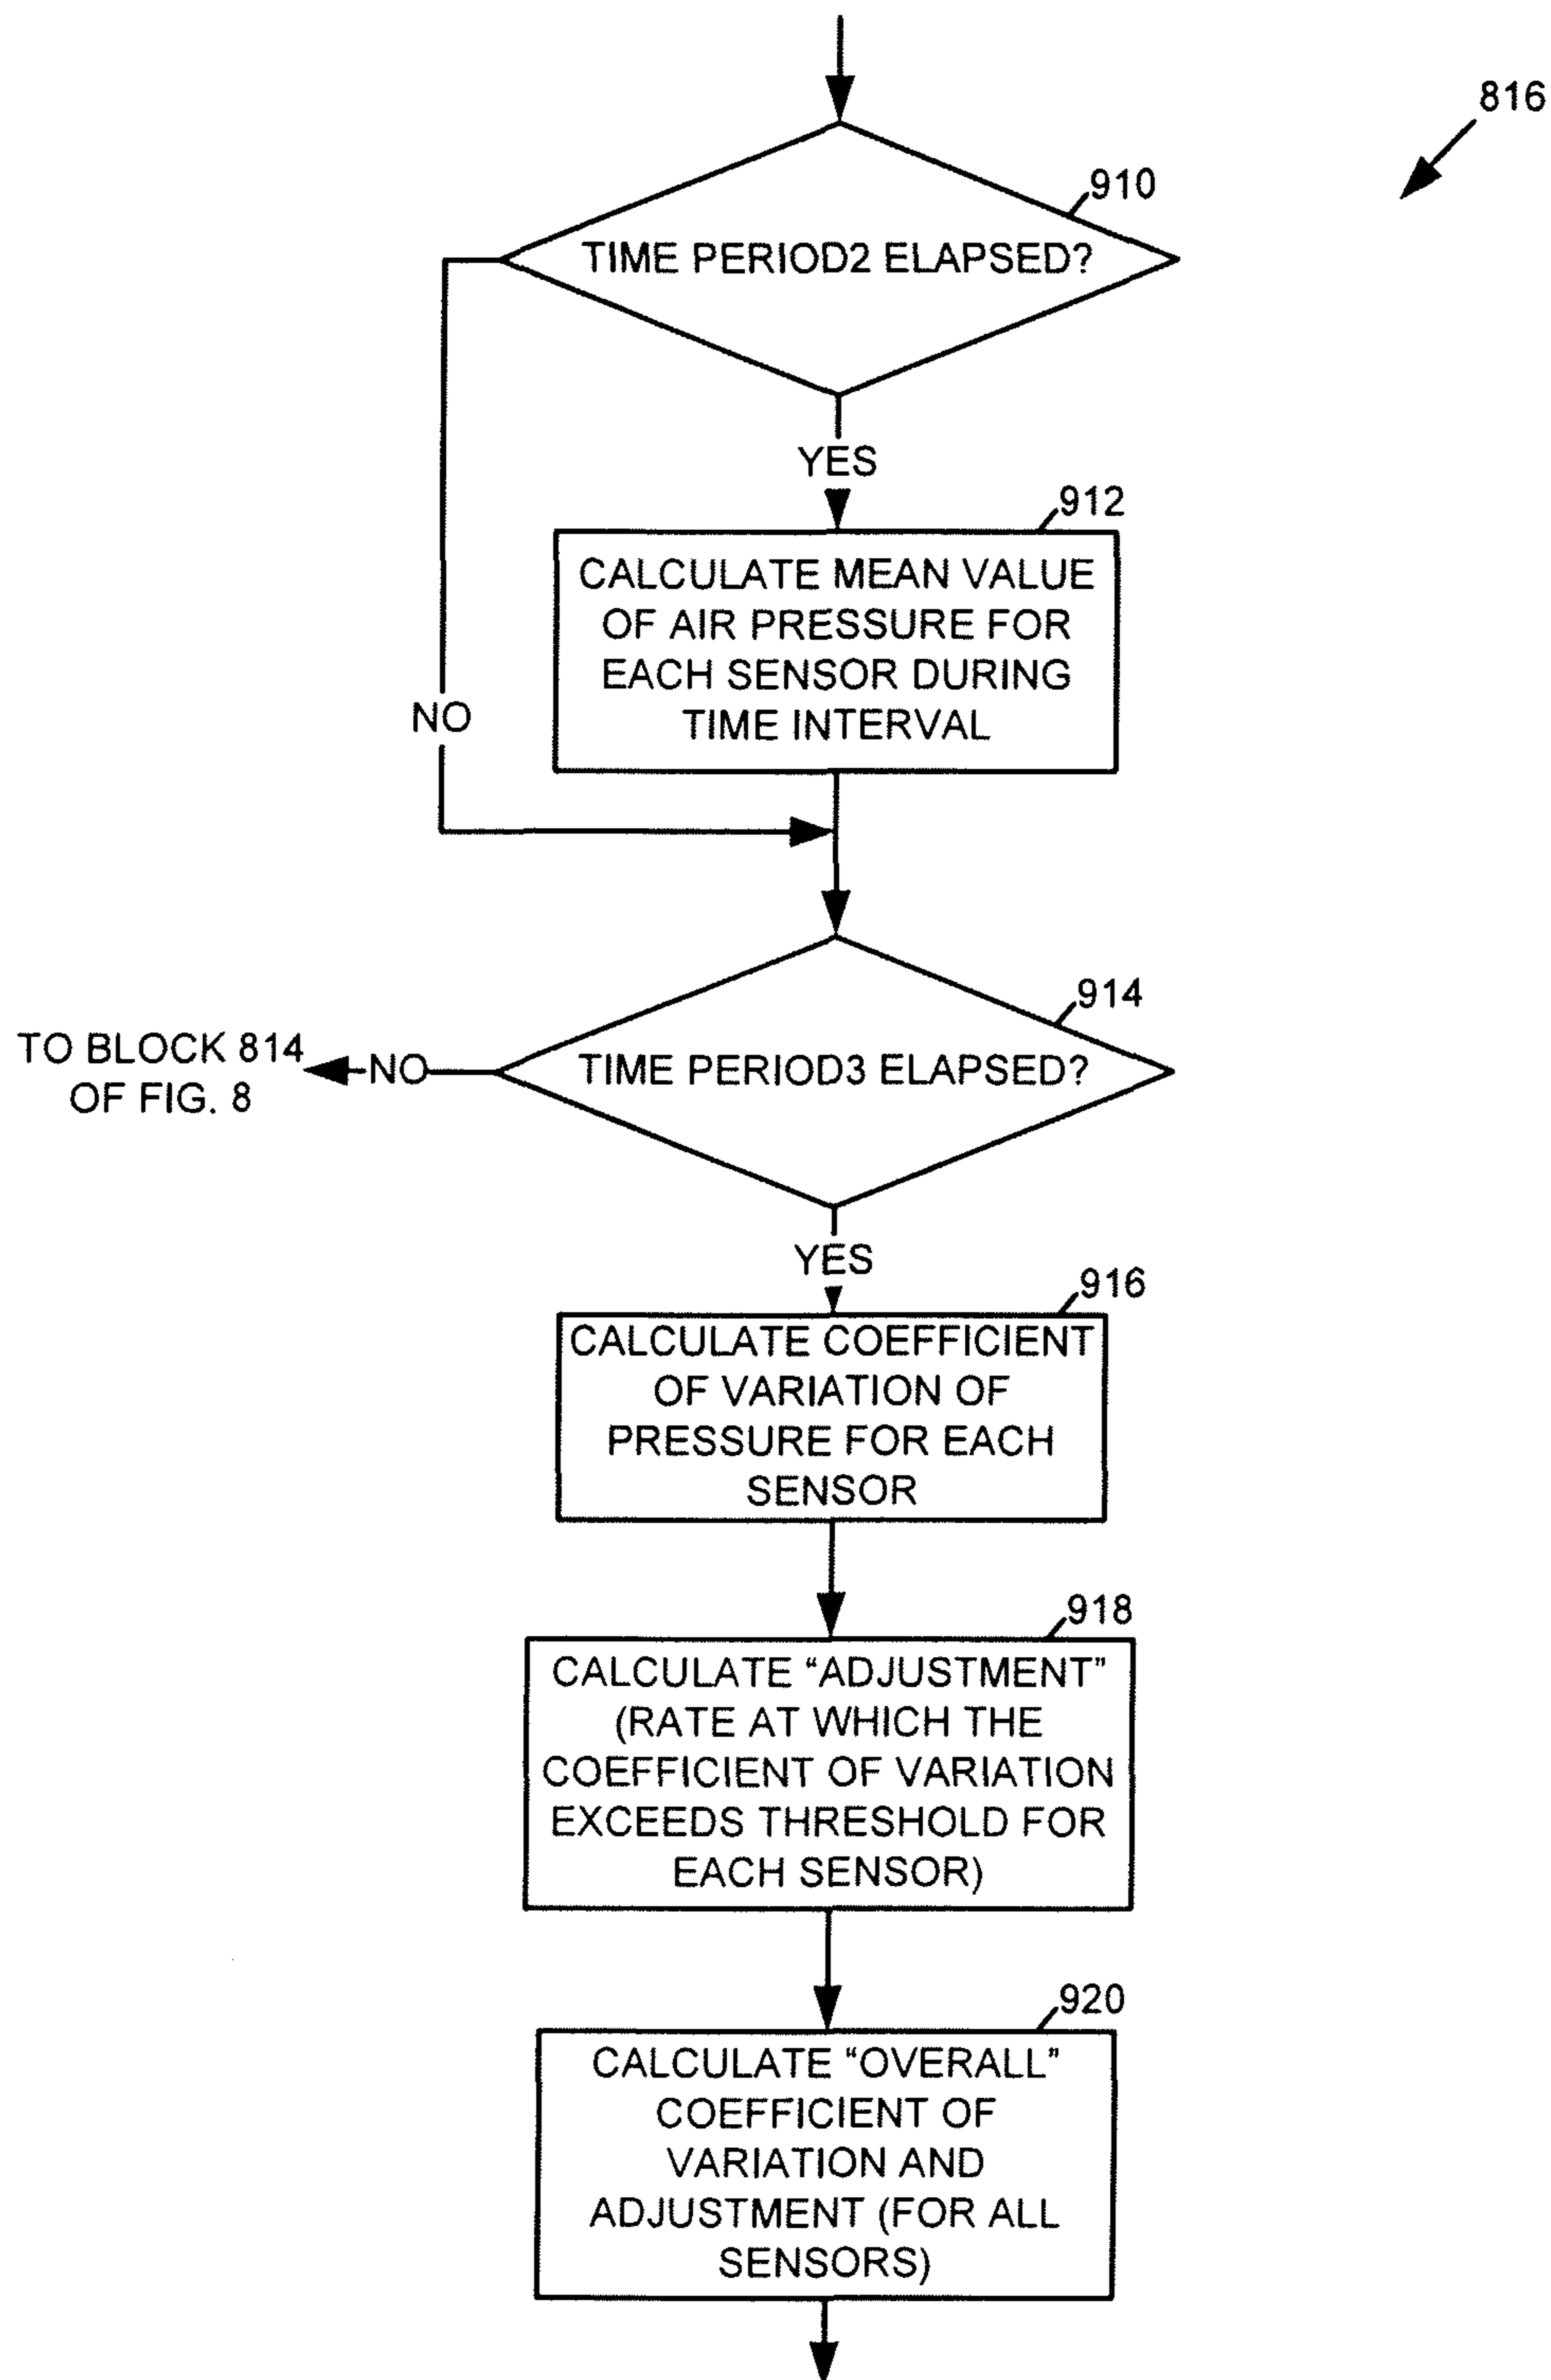 816
910
TIME PERIOD2 ELAPSED?
YES
912
CALCULATE MEAN VALUE
OF AIR PRESSURE FOR
EACH SENSOR DURING
TIME INTERVAL
NO
914
TIME PERIOD3 ELAPSED?
NO
TO BLOCK 814
OF FIG. 8
YES
916
CALCULATE COEFFICIENT
OF VARIATION OF
PRESSURE FOR EACH
SENSOR
918
CALCULATE “ADJUSTMENT”
(RATE AT WHICH THE
COEFFICIENT OF VARIATION
EXCEEDS THRESHOLD FOR
EACH SENSOR)
920
CALCULATE “OVERALL”
COEFFICIENT OF
VARIATION AND
ADJUSTMENT (FOR ALL
SENSORS)